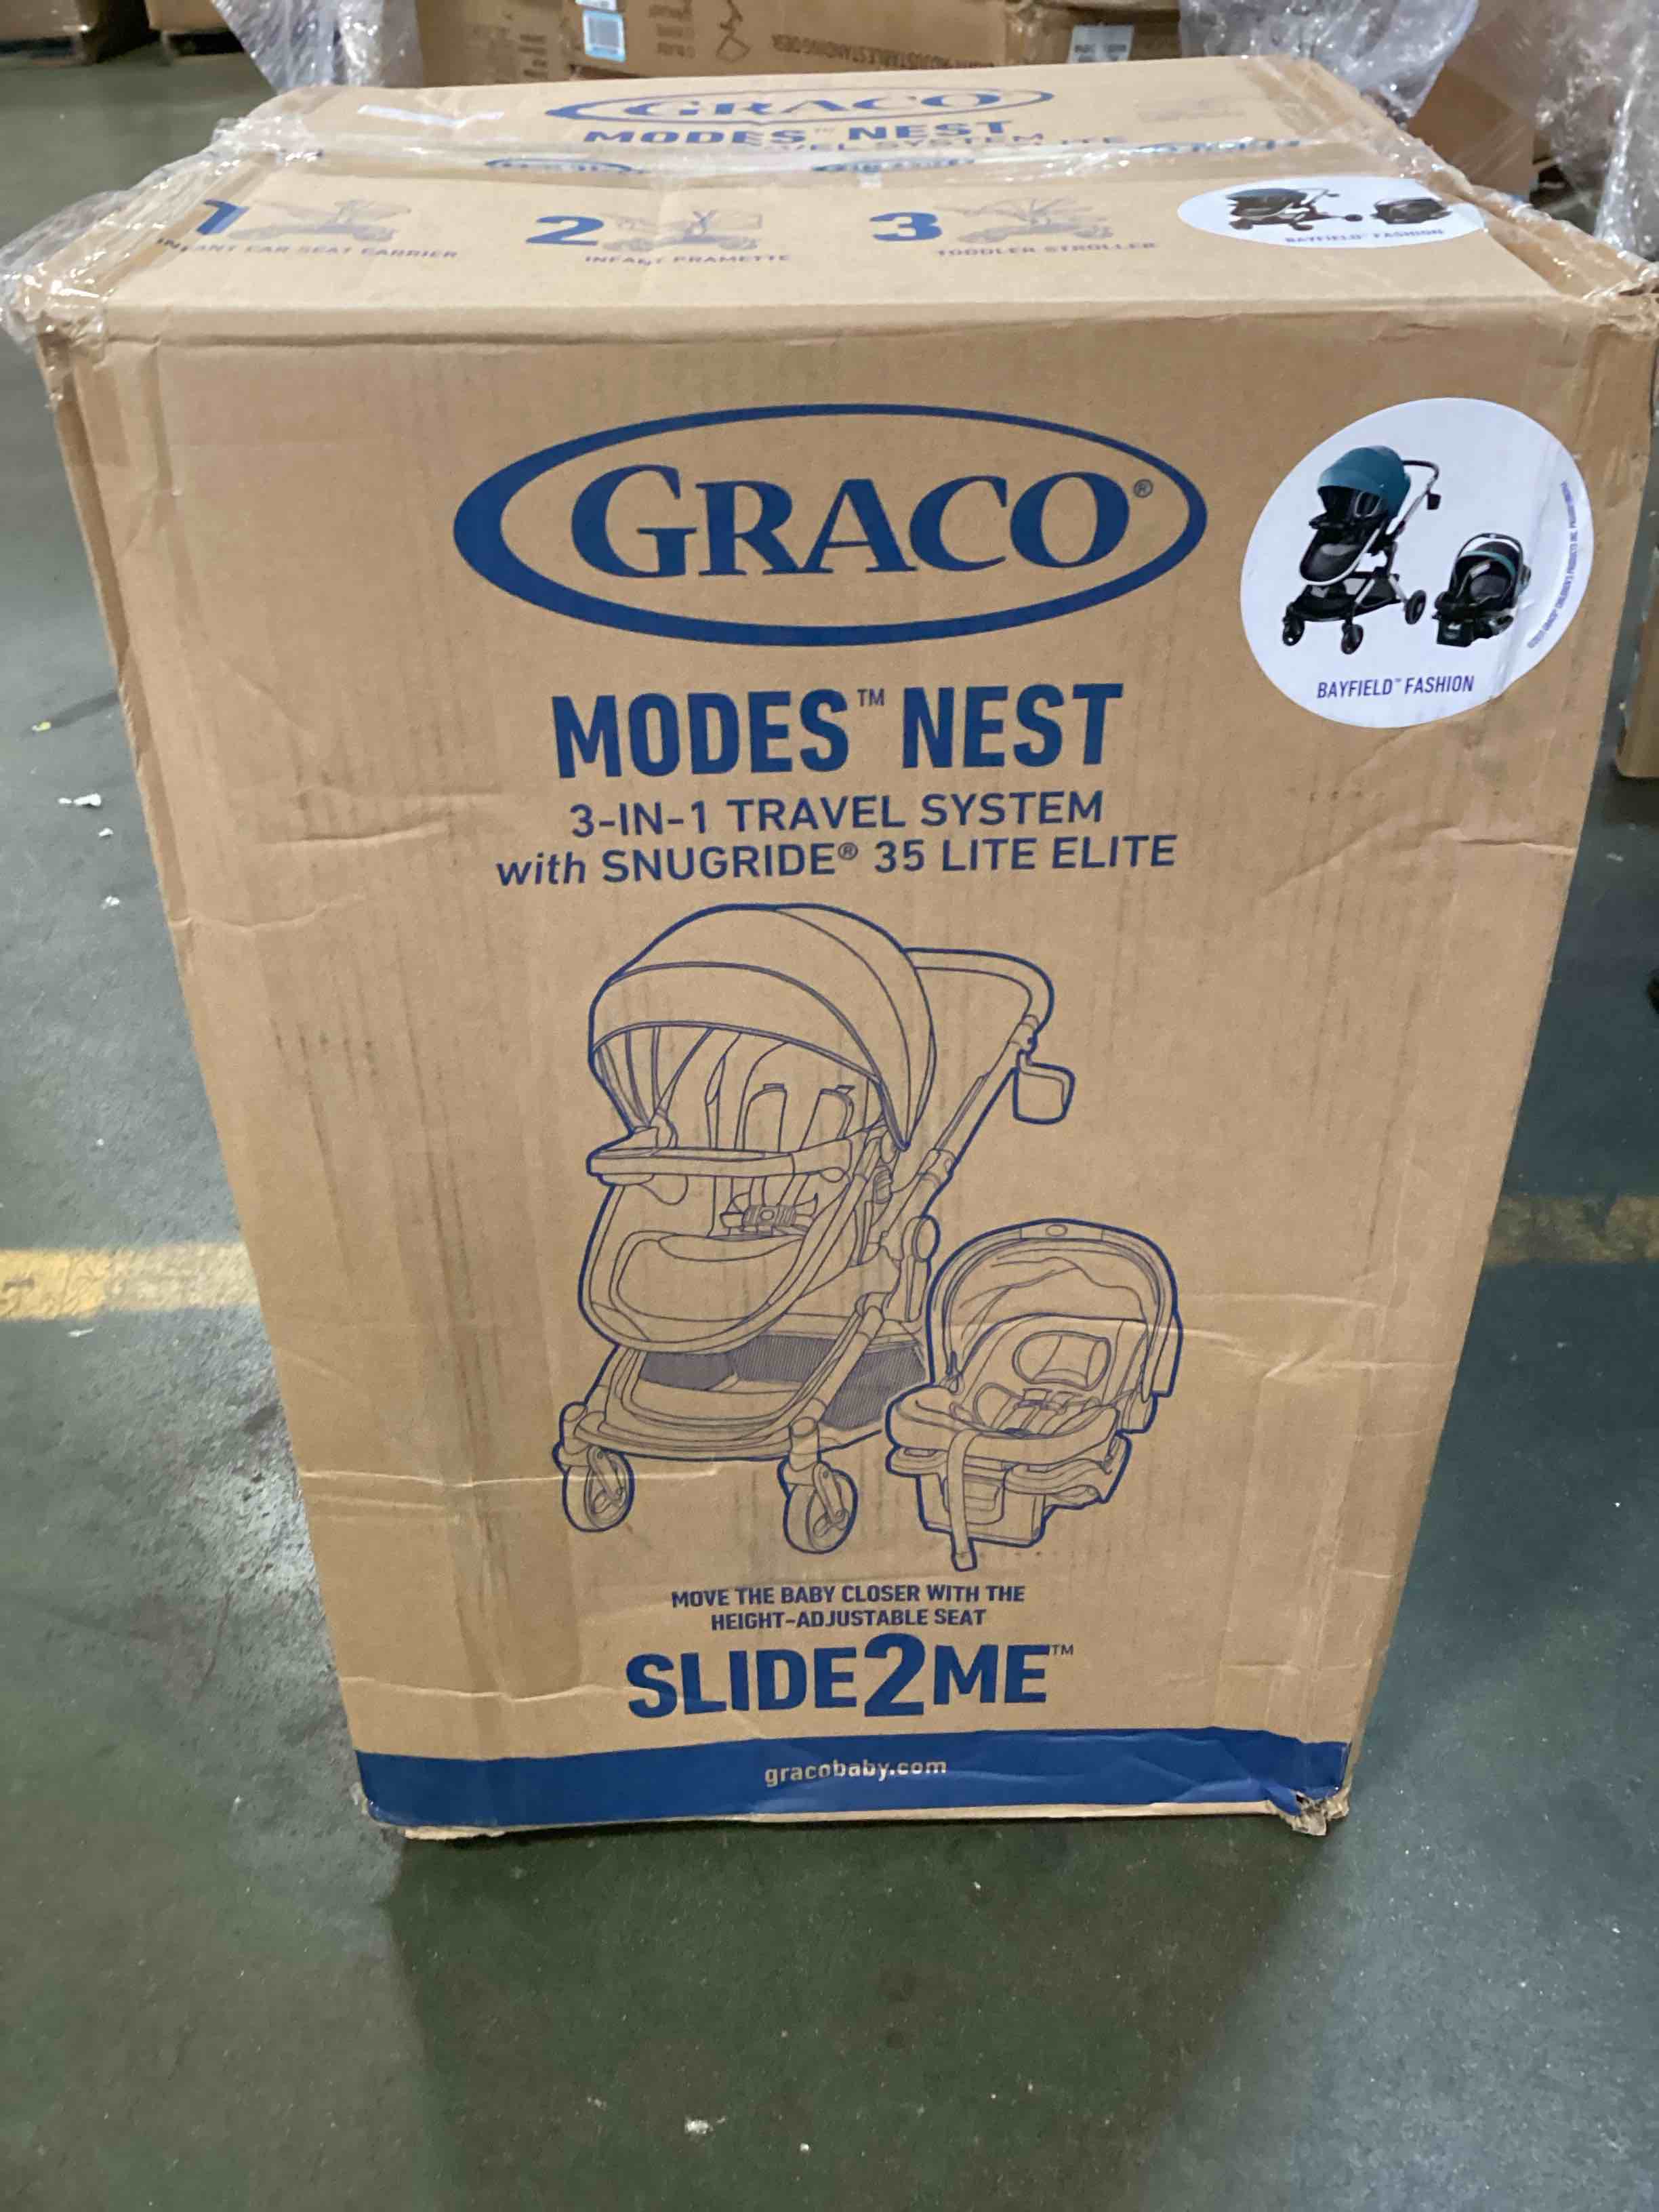 GRACO
MODES™ NEST
1
2
3
INFANT CAR SEAT CARRIER
INFANT PRAMETTE
TODDLER STROLLER
BAYFIELD™ FASHION
GRACO®
MODES™ NEST
3-IN-1 TRAVEL SYSTEM
with SNUGRIDE® 35 LITE ELITE
BAYFIELD™ FASHION
MOVE THE BABY CLOSER WITH THE
HEIGHT-ADJUSTABLE SEAT
SLIDE2ME™
gracobaby.com